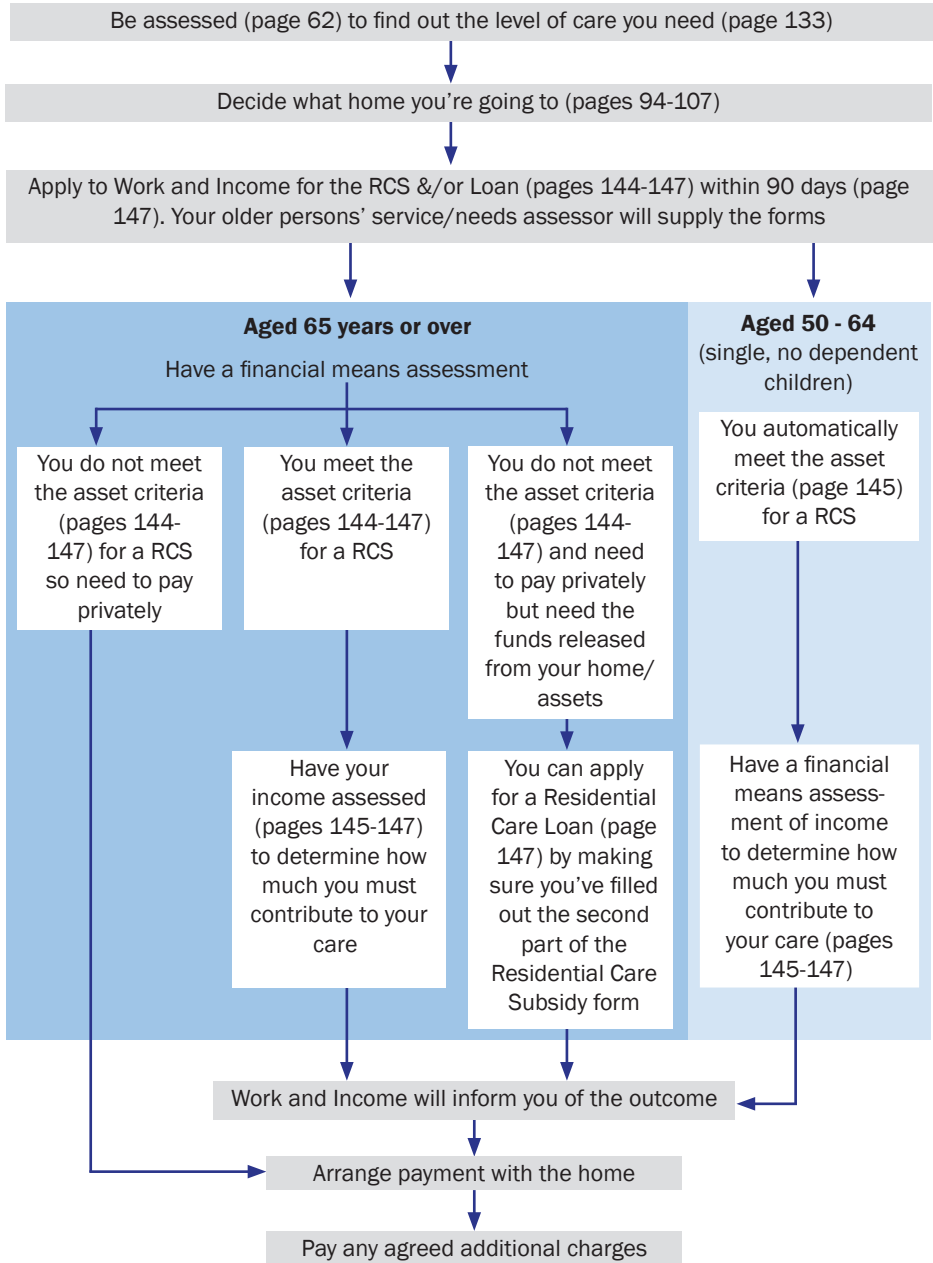 Be assessed (page 62) to find out the level of care you need (page 133)
Decide what home you're going to (pages 94-107)
Apply to Work and Income for the RCS &/or Loan (pages 144-147) within 90 days (page
147). Your older persons' service/needs assessor will supply the forms
Aged 65 years or over
Have a financial means assessment
You do not meet
the asset criteria
(pages 144-
147) for a RCS
so need to pay
privately
You meet the
asset criteria
(pages 144-147)
for a RCS
You do not meet
the asset criteria
(pages 144-
147) and need
to pay privately
but need the
funds released
from your home/
assets
Have your
income assessed
(pages 145-147)
to determine how
much you must
contribute to your
care
You can apply
for a Residential
Care Loan (page
147) by making
sure you've filled
out the second
part of the
Residential Care
Subsidy form
Aged 50 - 64
(single, no dependent
children)
You automatically
meet the asset
criteria (page 145)
for a RCS
Have a financial
means assess-
ment of income
to determine how
much you must
contribute to
your care (pages
145-147)
Work and Income will inform you of the outcome
Arrange payment with the home
Pay any agreed additional charges